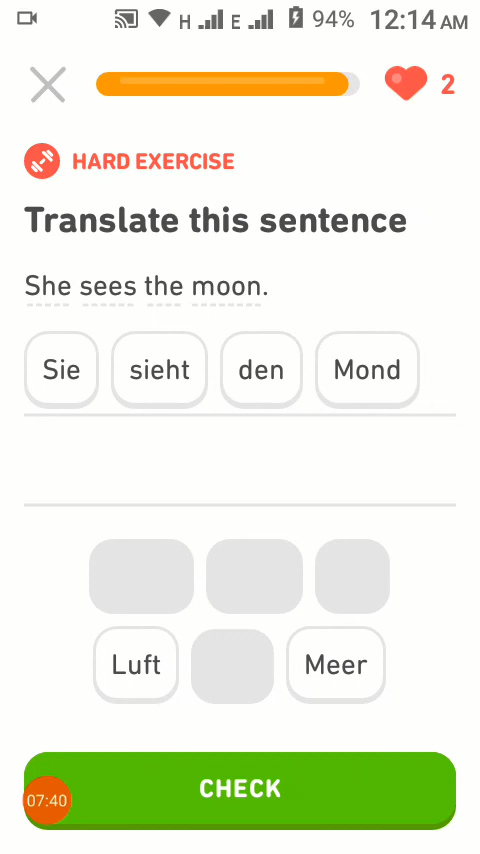 H E 94% 12:14 AM
2
HARD EXERCISE
Translate this sentence
She sees the moon.
Sie sieht den Mond
Luft Meer
CHECK
07:40